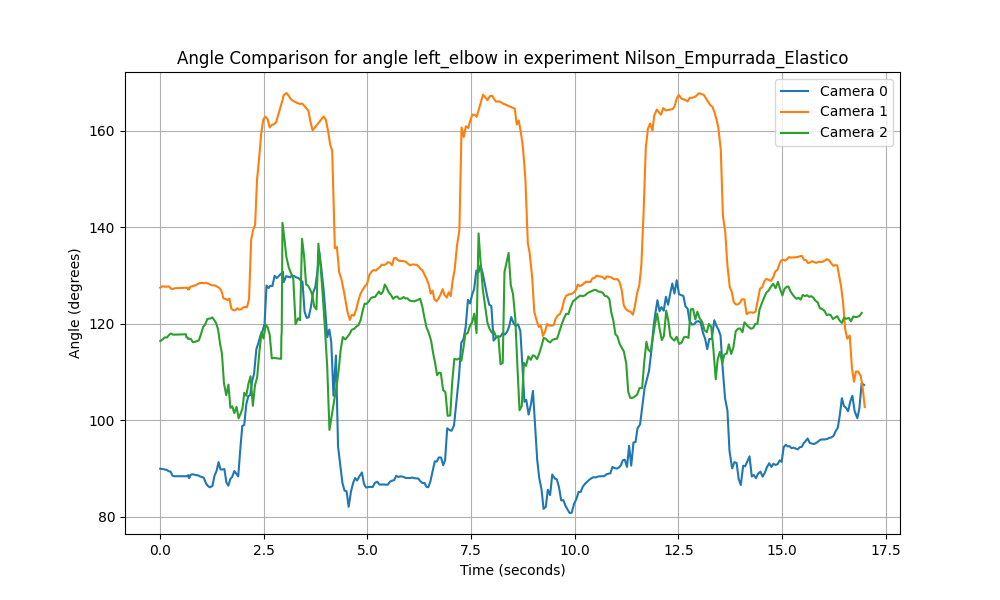 Angle Comparison for angle left_elbow in experiment Nilson_Empurrada_Elastico
Camera 0
Camera 1
Camera 2
160
140
120
100
80
Angle (degrees)
0.0 2.5 5.0 7.5 10.0 12.5 15.0 17.5
Time (seconds)